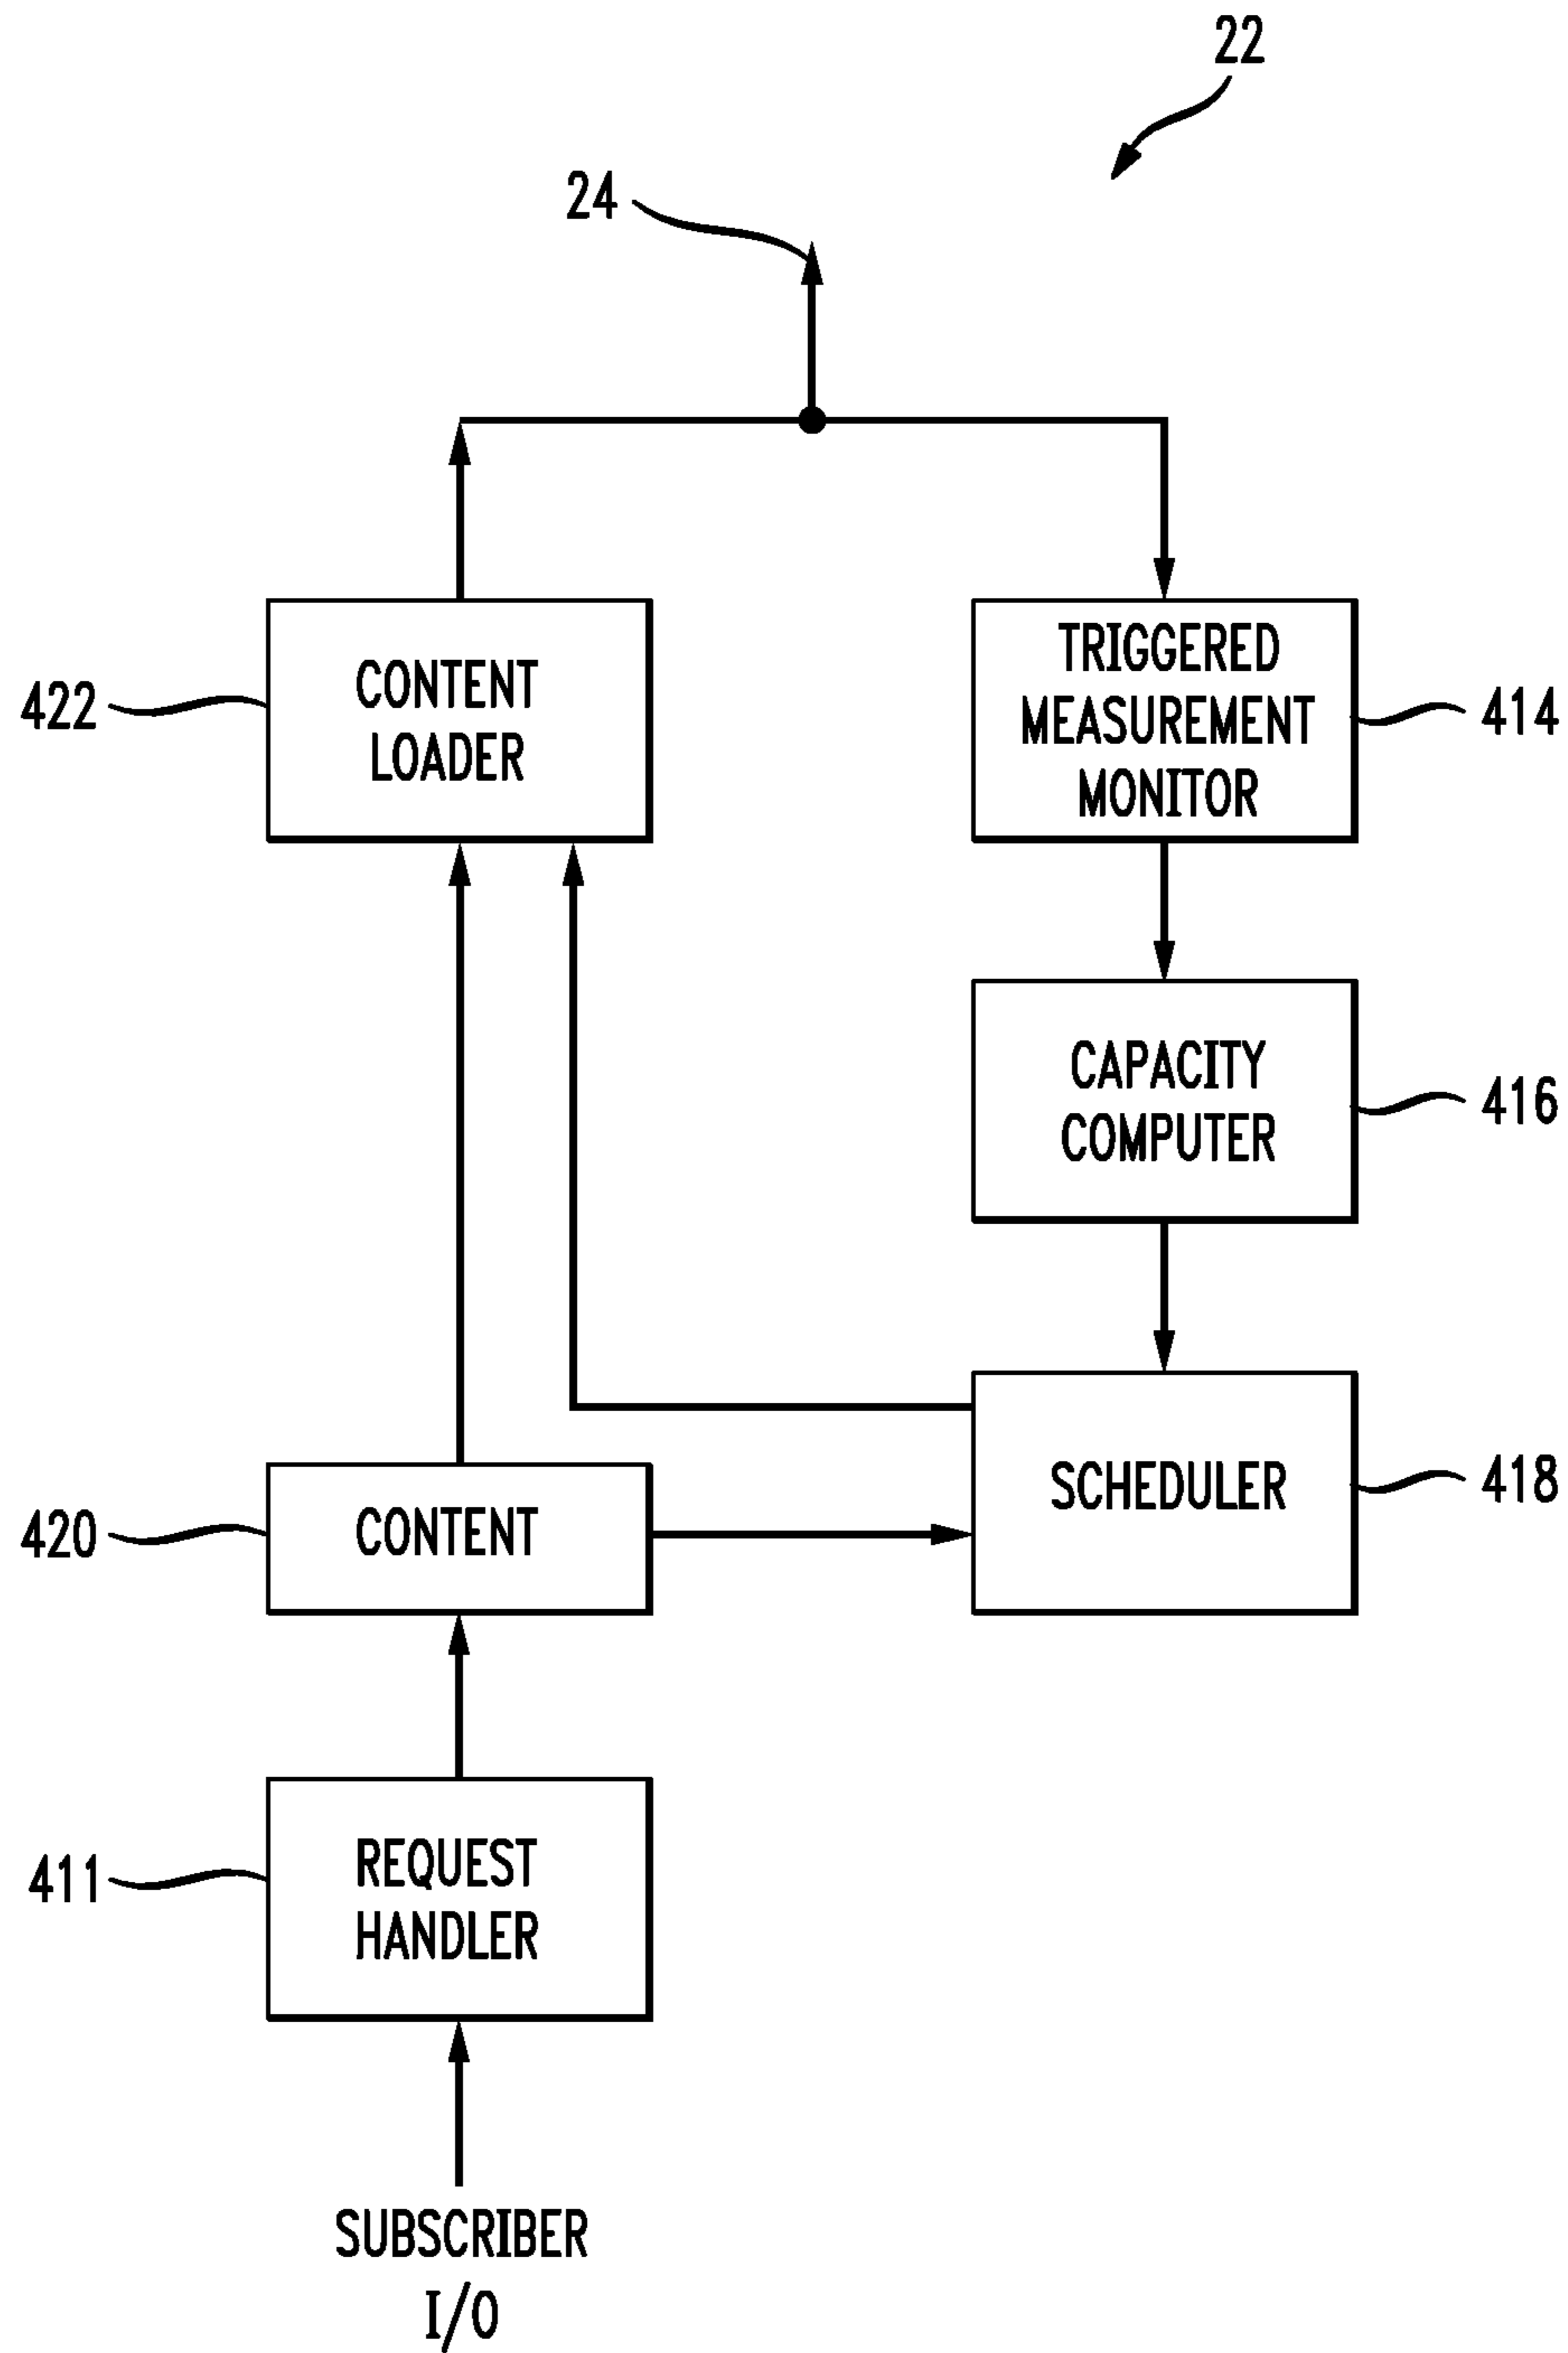 22
24
422
CONTENT
LOADER
TRIGGERED
MEASUREMENT
MONITOR
414
CAPACITY
COMPUTER
416
420
CONTENT
SCHEDULER
418
411
REQUEST
HANDLER
SUBSCRIBER
I/O